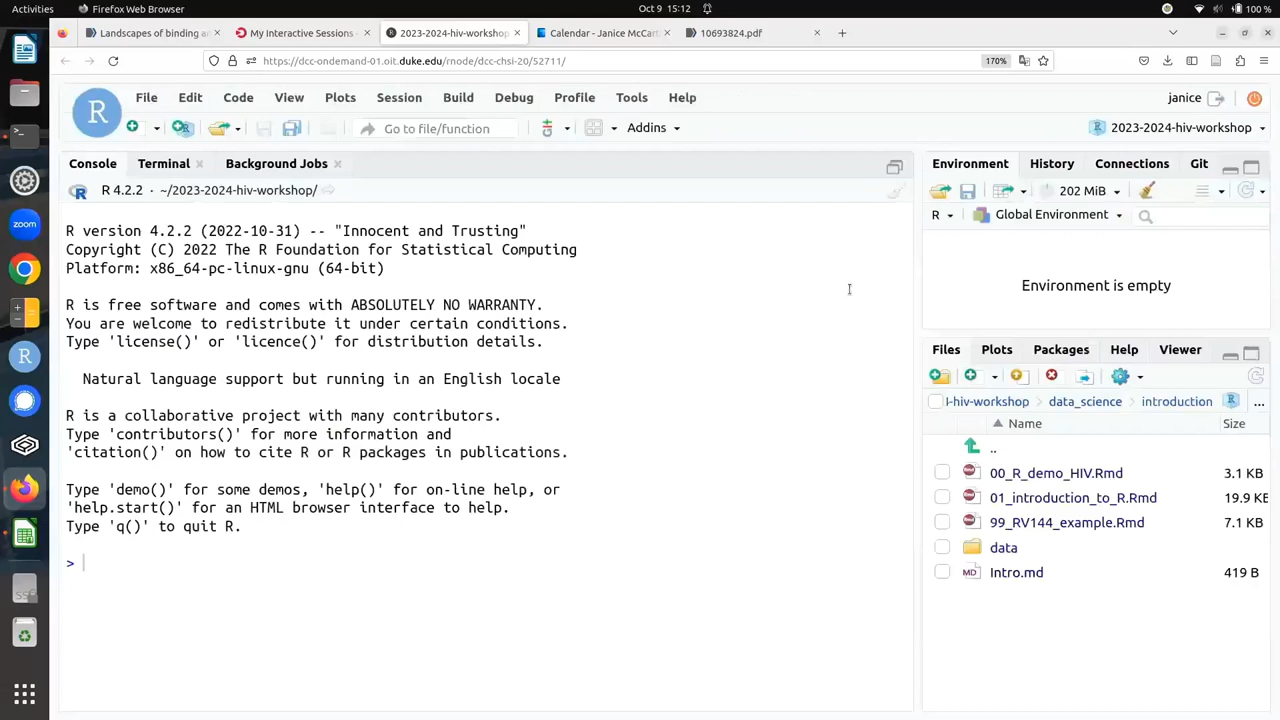 Activities Firefox Web Browser Oct 9 15:12 100 %
Landscapes of binding a My Interactive Sessions - 2023-2024-hiv-workshop Calendar - Janice McCart 10693824.pdf
https://dcc-ondemand-01.oit.duke.edu/rnode/dcc-chsi-20/52711/ 170%
File Edit Code View Plots Session Build Debug Profile Tools Help janice
Go to file/function Addins 2023-2024-hiv-workshop
Console Terminal Background Jobs
R 4.2.2 · ~/2023-2024-hiv-workshop/
R version 4.2.2 (2022-10-31) -- "Innocent and Trusting"
Copyright (C) 2022 The R Foundation for Statistical Computing
Platform: x86_64-pc-linux-gnu (64-bit)
R is free software and comes with ABSOLUTELY NO WARRANTY.
You are welcome to redistribute it under certain conditions.
Type 'license()' or 'licence()' for distribution details.
Natural language support but running in an English locale
R is a collaborative project with many contributors.
Type 'contributors()' for more information and
'citation()' on how to cite R or R packages in publications.
Type 'demo()' for some demos, 'help()' for on-line help, or
'help.start()' for an HTML browser interface to help.
Type 'q()' to quit R.
>
Environment History Connections Git
202 MiB
R Global Environment
Environment is empty
Files Plots Packages Help Viewer
I-hiv-workshop data_science introduction ...
Name Size
..
00_R_demo_HIV.Rmd 3.1 KB
01_introduction_to_R.Rmd 19.9 KE
99_RV144_example.Rmd 7.1 KB
data
Intro.md 419 B
zoom